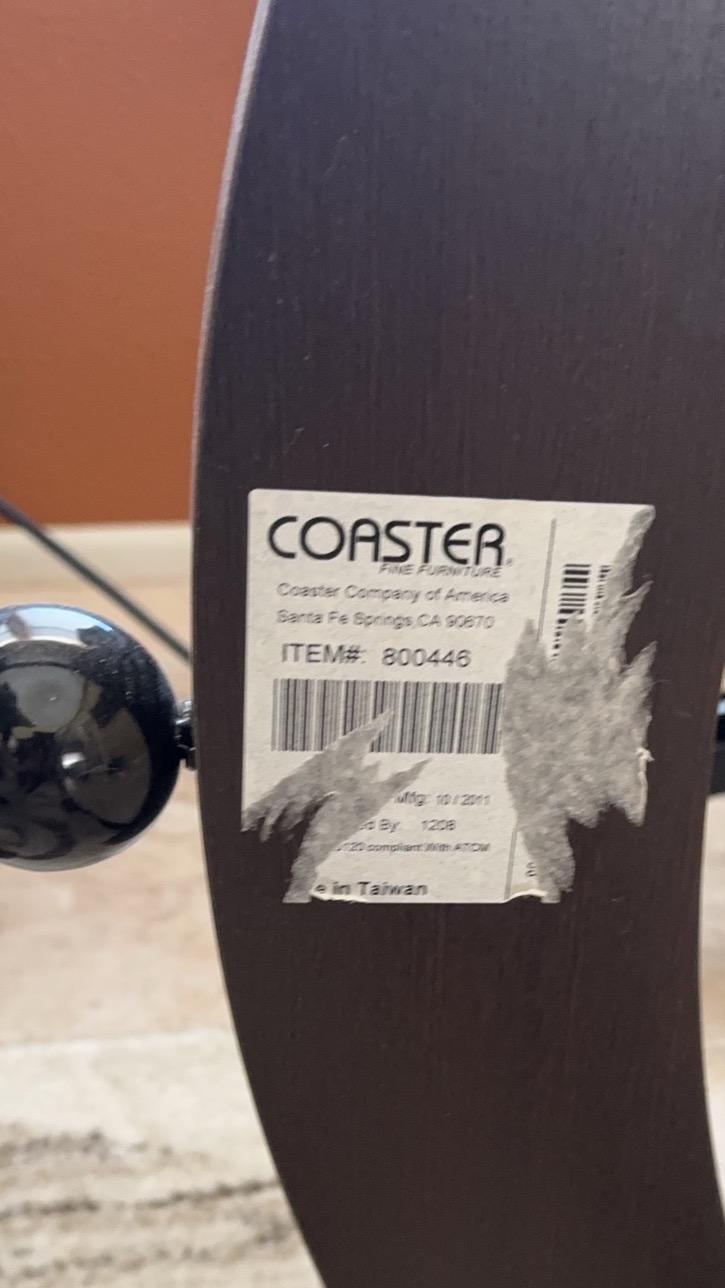 COASTER®
FINE FURNITURE
Coaster Company of America
Santa Fe Springs, CA 90670
ITEM#: 800446
Mfg: 10/2011
By: 1208
compliant With ATCM
in Taiwan